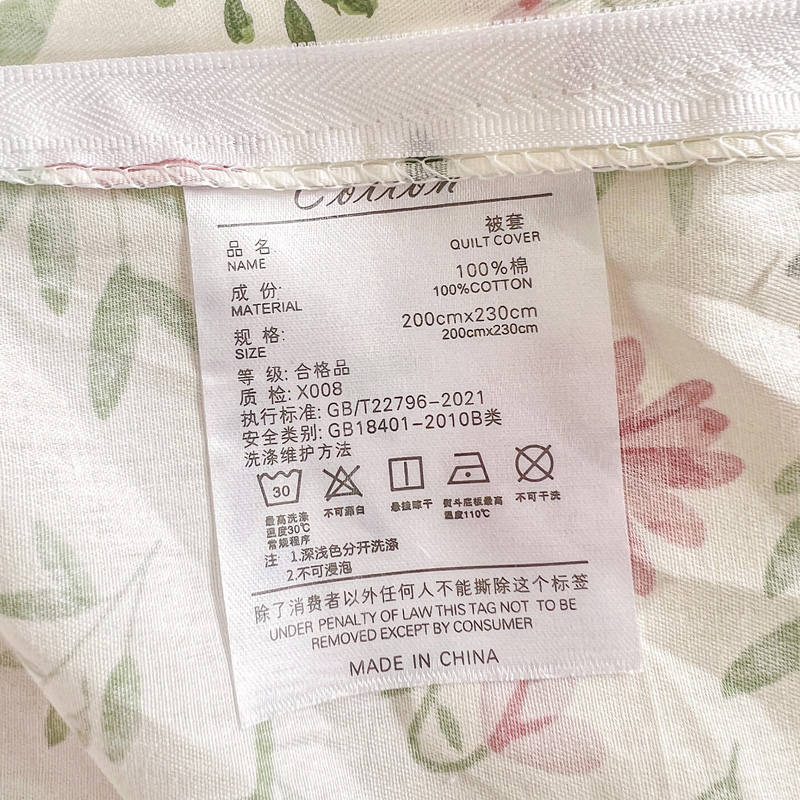 Cotton
品 名 被套
NAME QUILT COVER
成 份: 100%棉
MATERIAL 100%COTTON
规 格: 200cmx230cm
SIZE 200cmx230cm
等 级: 合格品
质 检: X008
执行标准: GB/T22796-2021
安全类别: GB18401-2010B类
洗涤维护方法
30
最高洗涤 不可漂白 悬挂晾干 熨斗底板最高 不可干洗
温度30℃ 温度110℃
常规程序
注: 1.深浅色分开洗涤
2.不可浸泡
除了消费者以外任何人不能撕除这个标签
UNDER PENALTY OF LAW THIS TAG NOT TO BE
REMOVED EXCEPT BY CONSUMER
MADE IN CHINA